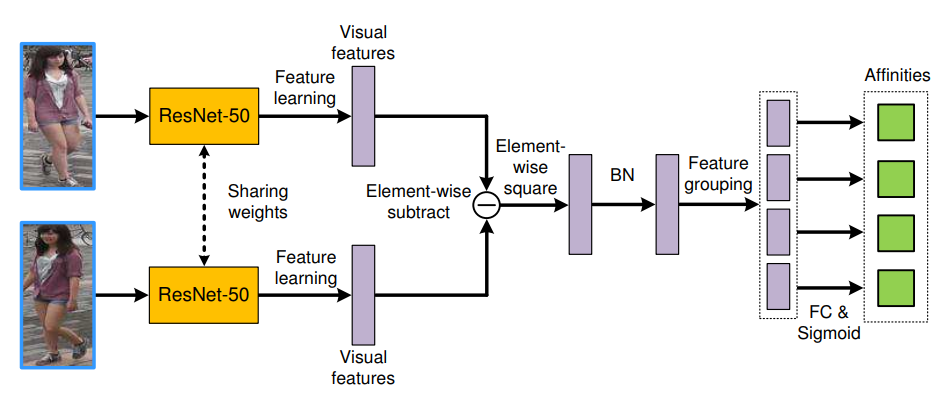 Visual
features
Feature
learning
ResNet-50
Sharing
weights
Element-wise
subtract
Element-
wise
square
BN
Feature
grouping
Affinities
FC &
Sigmoid
ResNet-50
Feature
learning
Visual
features